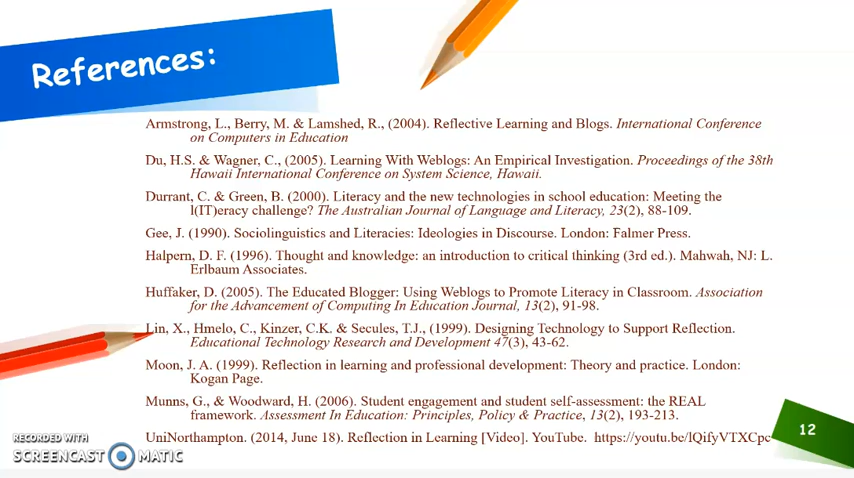 References:
Armstrong, L., Berry, M. & Lamshed, R., (2004). Reflective Learning and Blogs. International Conference
on Computers in Education
Du, H.S. & Wagner, C., (2005). Learning With Weblogs: An Empirical Investigation. Proceedings of the 38th
Hawaii International Conference on System Science, Hawaii.
Durrant, C. & Green, B. (2000). Literacy and the new technologies in school education: Meeting the
l(IT)eracy challenge? The Australian Journal of Language and Literacy, 23(2), 88-109.
Gee, J. (1990). Sociolinguistics and Literacies: Ideologies in Discourse. London: Falmer Press.
Halpern, D. F. (1996). Thought and knowledge: an introduction to critical thinking (3rd ed.). Mahwah, NJ: L.
Erlbaum Associates.
Huffaker, D. (2005). The Educated Blogger: Using Weblogs to Promote Literacy in Classroom. Association
for the Advancement of Computing In Education Journal, 13(2), 91-98.
Lin, X., Hmelo, C., Kinzer, C.K. & Secules, T.J., (1999). Designing Technology to Support Reflection.
Educational Technology Research and Development 47(3), 43-62.
Moon, J. A. (1999). Reflection in learning and professional development: Theory and practice. London:
Kogan Page.
Munns, G., & Woodward, H. (2006). Student engagement and student self-assessment: the REAL
framework. Assessment In Education: Principles, Policy & Practice, 13(2), 193-213.
UniNorthampton. (2014, June 18). Reflection in Learning [Video]. YouTube. https://youtu.be/lQifyVTXCpc
12
RECORDED WITH
SCREENCAST MATIC